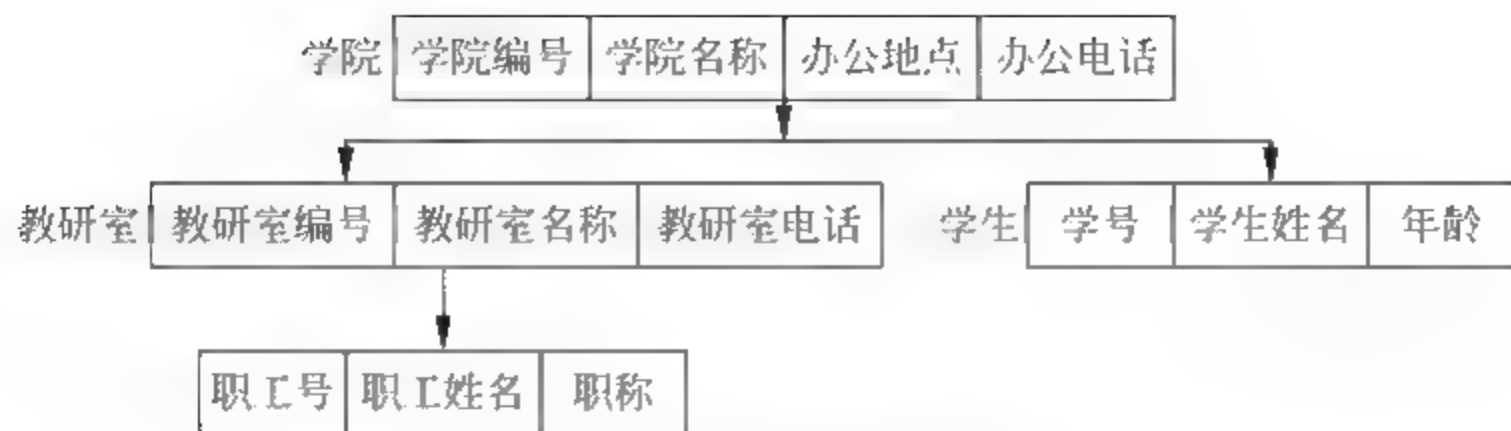 学院 学院编号 学院名称 办公地点 办公电话
教研室 教研室编号 教研室名称 教研室电话 学生 学号 学生姓名 年龄
职工号 职工姓名 职称